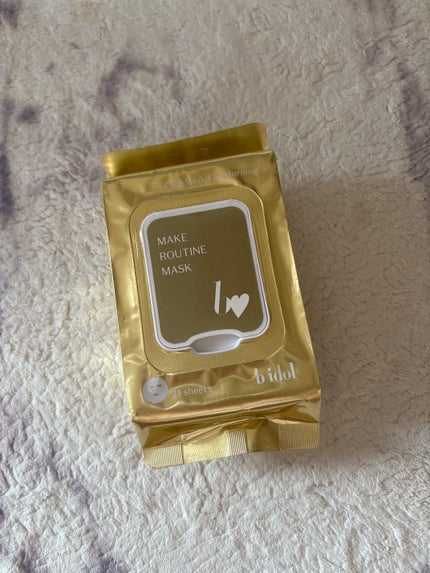 Face Mask For Morning
MAKE
ROUTINE
MASK
b
b idol
21 sheets